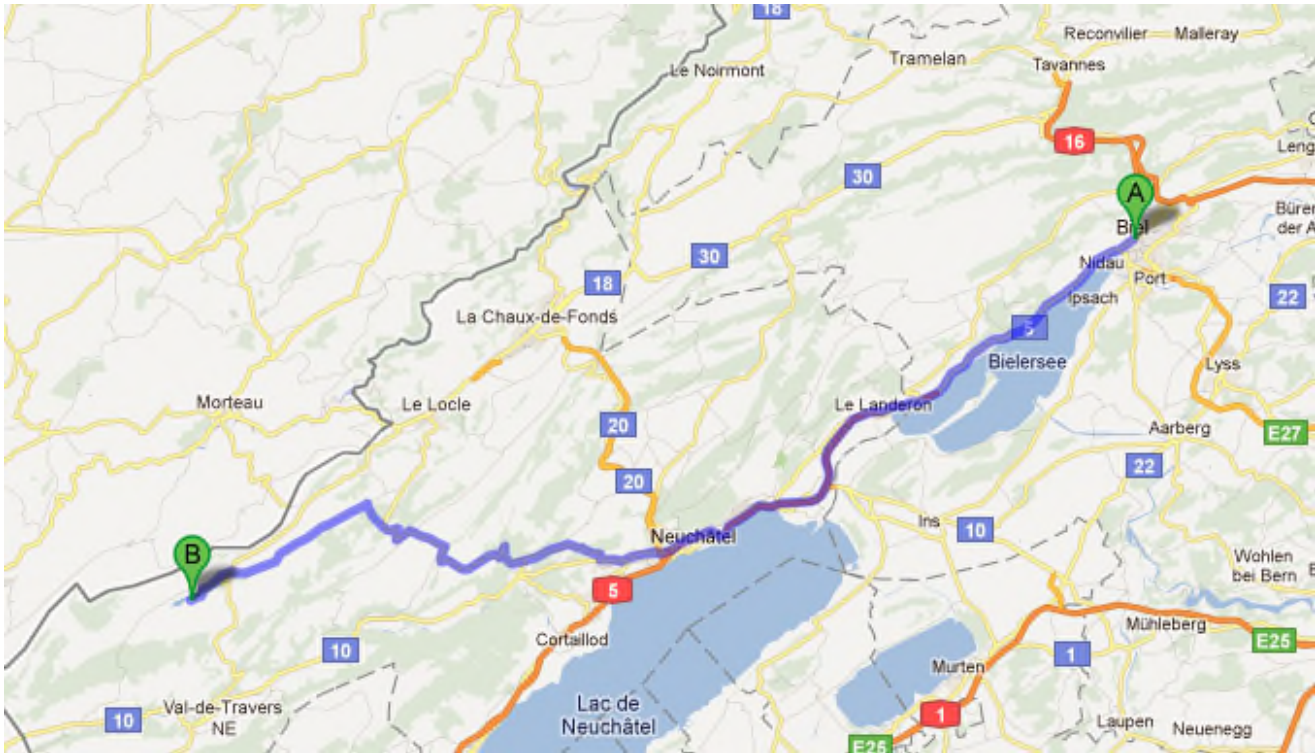 18
Reconvilier
Malleray
Tramelan
Tavannes
Le Noirmont
16
Leng
30
A
Biel
Büre
der A
30
Nidau
Port
18
Ipsach
22
La Chaux-de-Fonds
5
Bielersee
Lyss
Morteau
Le Locle
Le Landeron
20
Aarberg
E27
22
20
Ins
10
Neuchâtel
B
Wohlen
bei Bern
5
Cortaillod
Mühleberg
E25
10
1
Murten
Val-de-Travers
NE
Lac de
Neuchâtel
10
1
Laupen
Neuenegg
E25